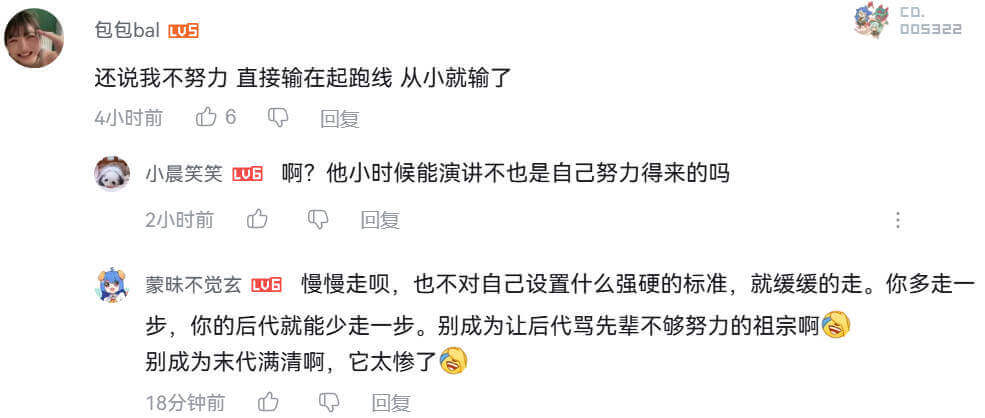 包包bal LV5
CD.
005322
还说我不努力 直接输在起跑线 从小就输了
4小时前 6 回复
小晨笑笑 LV6 啊？他小时候能演讲不也是自己努力得来的吗
2小时前 回复
蒙昧不觉玄 LV6 慢慢走呗，也不对自己设置什么强硬的标准，就缓缓的走。你多走一
步，你的后代就能少走一步。别成为让后代骂先辈不够努力的祖宗啊
别成为末代满清啊，它太惨了
18分钟前 回复